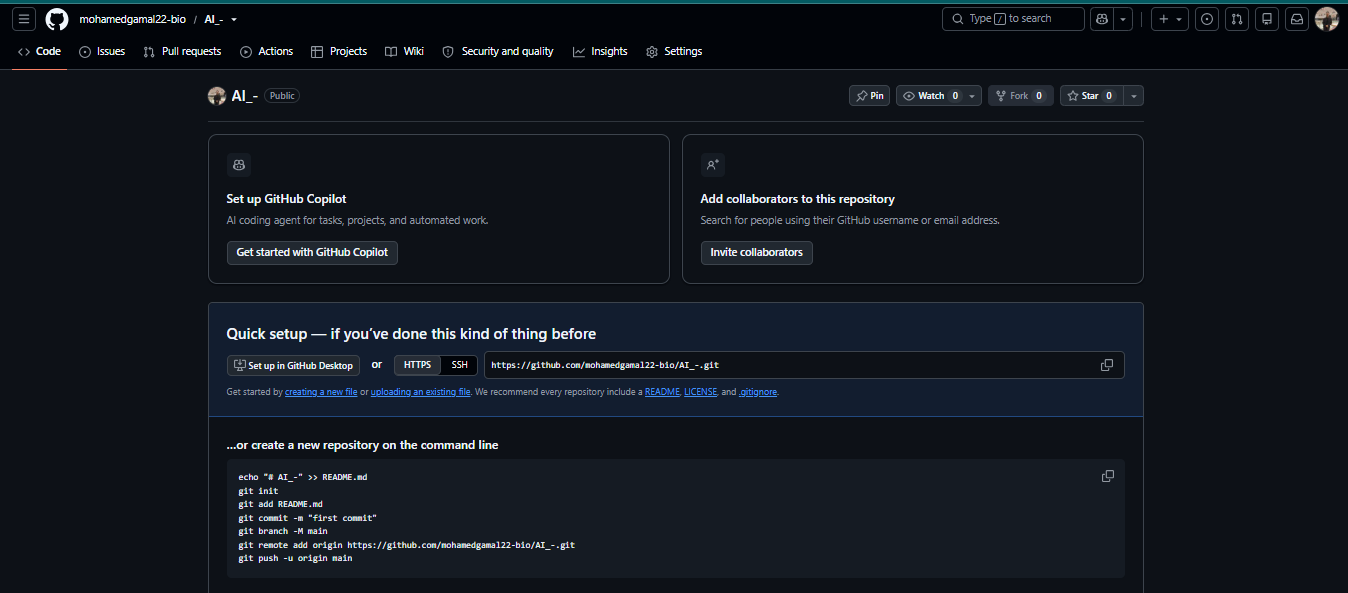 mohamedgamal22-bio / AI_-
Type / to search
Code Issues Pull requests Actions Projects Wiki Security and quality Insights Settings
AI_- Public
Pin Watch 0 Fork 0 Star 0
Set up GitHub Copilot
AI coding agent for tasks, projects, and automated work.
Get started with GitHub Copilot
Add collaborators to this repository
Search for people using their GitHub username or email address.
Invite collaborators
Quick setup — if you’ve done this kind of thing before
Set up in GitHub Desktop or HTTPS SSH https://github.com/mohamedgamal22-bio/AI_-.git
Get started by creating a new file or uploading an existing file. We recommend every repository include a README, LICENSE, and .gitignore.
...or create a new repository on the command line
echo "# AI_-" >> README.md
git init
git add README.md
git commit -m "first commit"
git branch -M main
git remote add origin https://github.com/mohamedgamal22-bio/AI_-.git
git push -u origin main